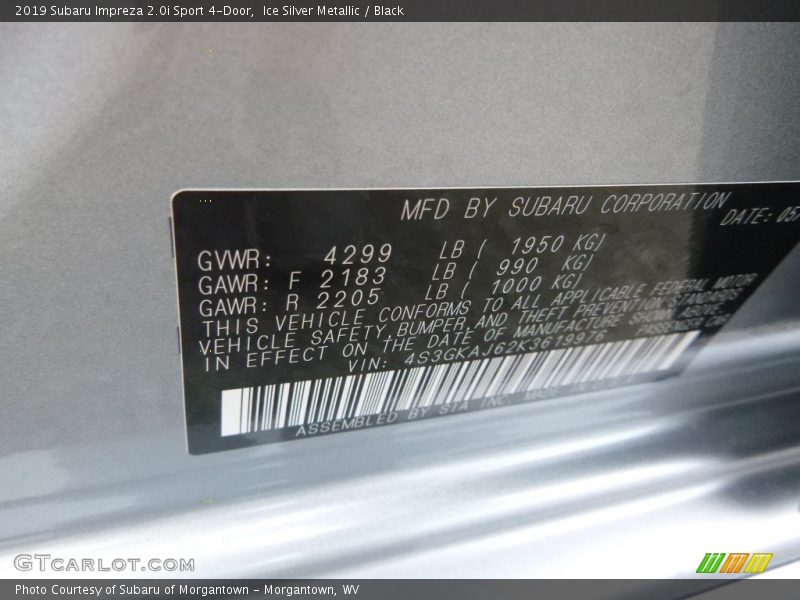 2019 Subaru Impreza 2.0i Sport 4-Door, Ice Silver Metallic / Black
MFD BY SUBARU CORPORATION
DATE:
GVWR: 4299 LB ( 1950 KG)
GAWR: F 2183 LB ( 990 KG)
GAWR: R 2205 LB ( 1000 KG)
THIS VEHICLE CONFORMS TO ALL APPLICABLE FEDERAL MOTOR
VEHICLE SAFETY, BUMPER, AND THEFT PREVENTION STANDARDS
IN EFFECT ON THE DATE OF MANUFACTURE SHOWN ABOVE.
VIN:
ASSEMBLED BY SIA INC. MADE IN
GTCARLOT.COM
Photo Courtesy of Subaru of Morgantown - Morgantown, WV